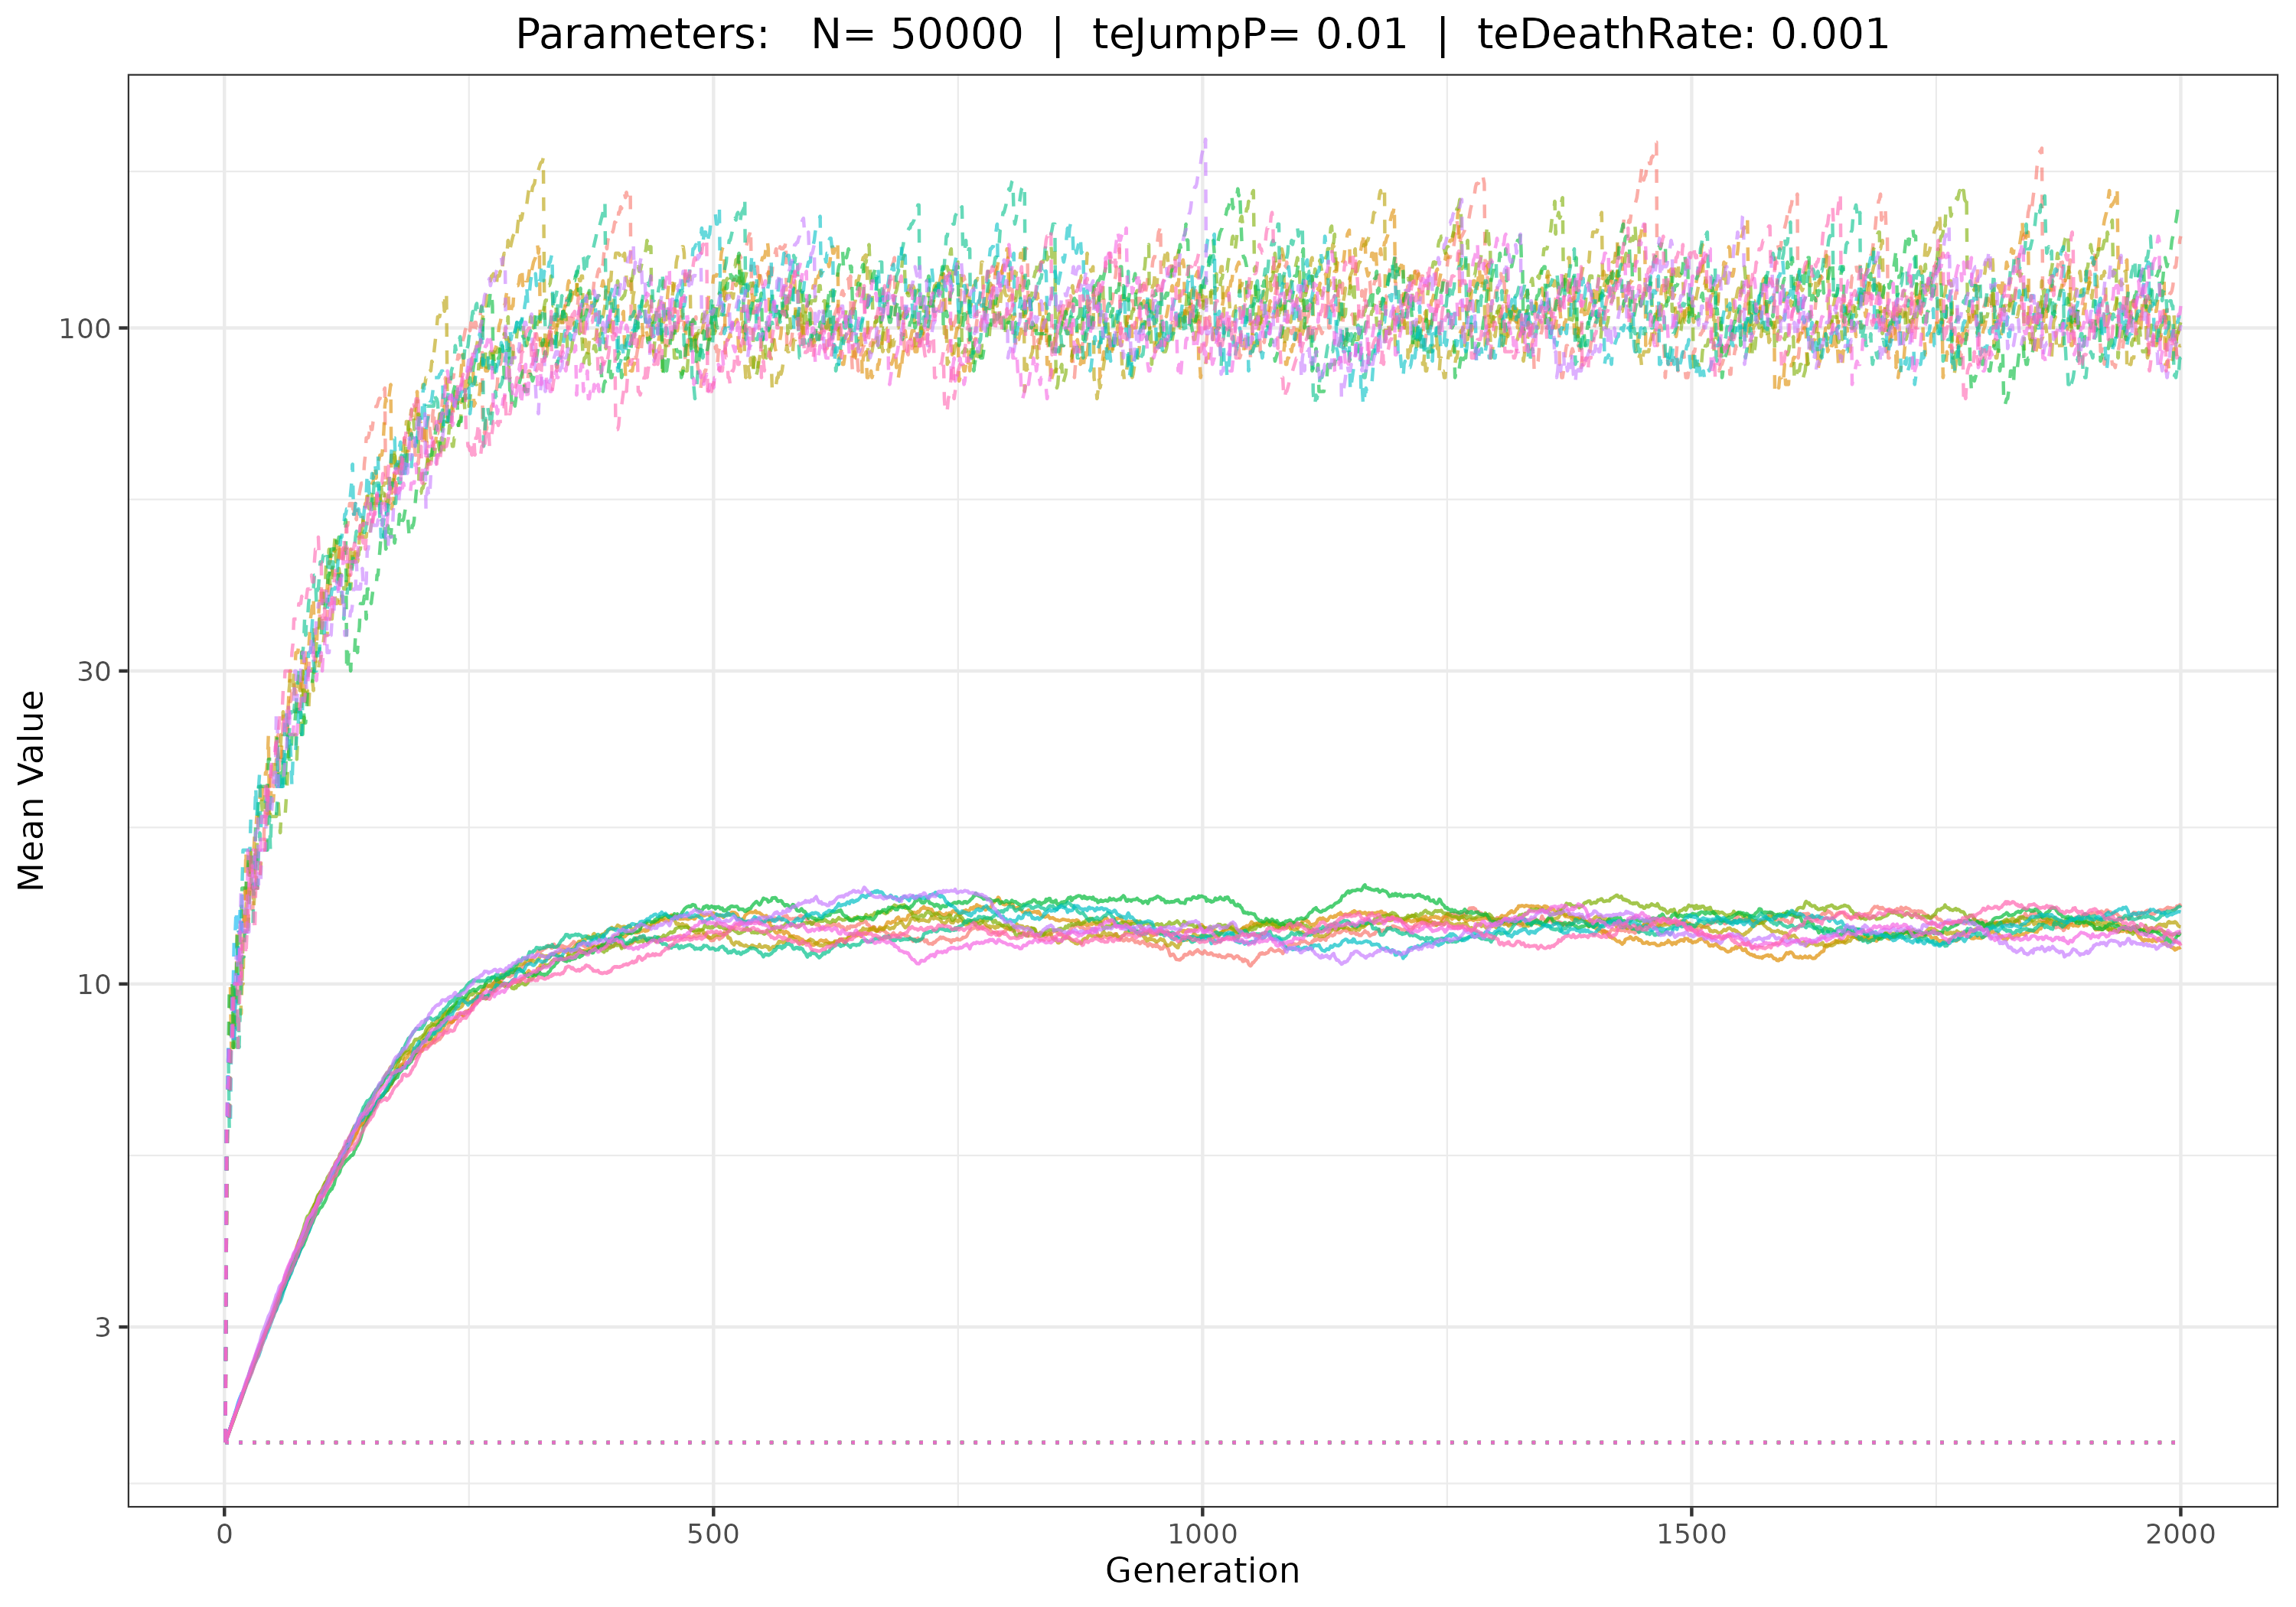 Parameters:   N= 50000  |  teJumpP= 0.01  |  teDeathRate: 0.001
Mean Value
100
30
10
3
0 500 1000 1500 2000
Generation